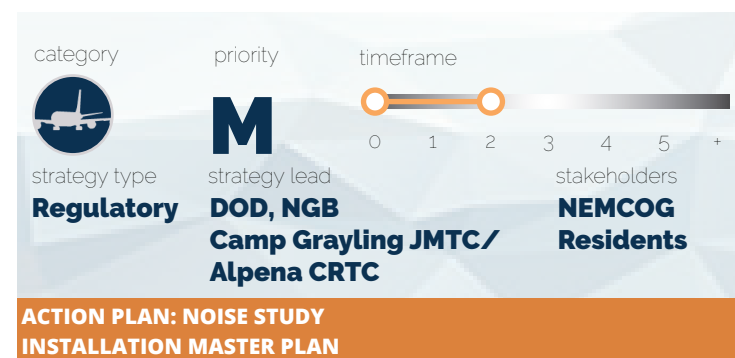 category
priority
timeframe
M
0 1 2 3 4 5 +
strategy type
strategy lead
stakeholders
Regulatory
DOD, NGB
Camp Grayling JMTC/
Alpena CRTC
NEMCOG
Residents
ACTION PLAN: NOISE STUDY
INSTALLATION MASTER PLAN